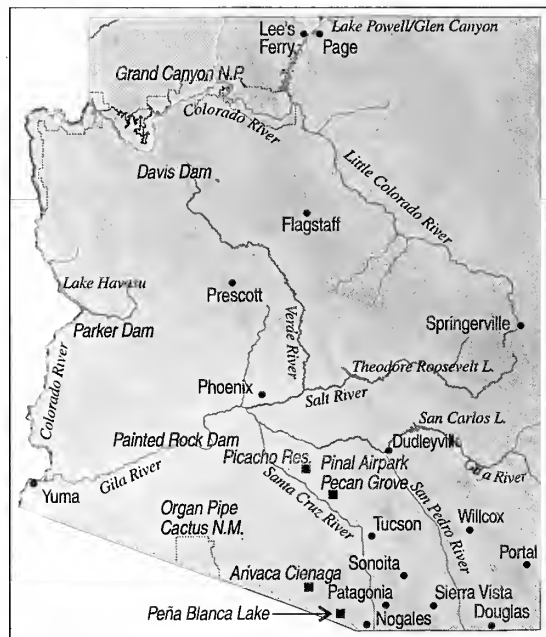 Lee's
Ferry
Page
Lake Powell/Glen Canyon
Grand Canyon N.P.
Colorado River
Little Colorado River
Davis Dam
Flagstaff
Lake Havasu
Prescott
Parker Dam
Verde River
Springerville
Colorado River
Theodore Roosevelt L.
Phoenix
Salt River
San Carlos L.
Painted Rock Dam
Dudleyville
Picacho Res.
Pinal Airpark
Pecan Grove
Gila River
Gila River
Yuma
Santa Cruz River
San Pedro River
Organ Pipe
Cactus N.M.
Tucson
Willcox
Sonoita
Portal
Arivaca Cienaga
Patagonia
Sierra Vista
Peña Blanca Lake
Nogales
Douglas